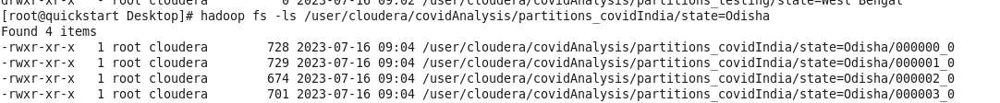 drwxr-xr-x   - root cloudera          0 2023-07-16 09:02 /user/cloudera/covidAnalysis/partitions_testing/state=West Bengal
[root@quickstart Desktop]# hadoop fs -ls /user/cloudera/covidAnalysis/partitions_covidIndia/state=Odisha
Found 4 items
-rwxr-xr-x   1 root cloudera        728 2023-07-16 09:04 /user/cloudera/covidAnalysis/partitions_covidIndia/state=Odisha/000000_0
-rwxr-xr-x   1 root cloudera        729 2023-07-16 09:04 /user/cloudera/covidAnalysis/partitions_covidIndia/state=Odisha/000001_0
-rwxr-xr-x   1 root cloudera        674 2023-07-16 09:04 /user/cloudera/covidAnalysis/partitions_covidIndia/state=Odisha/000002_0
-rwxr-xr-x   1 root cloudera        701 2023-07-16 09:04 /user/cloudera/covidAnalysis/partitions_covidIndia/state=Odisha/000003_0